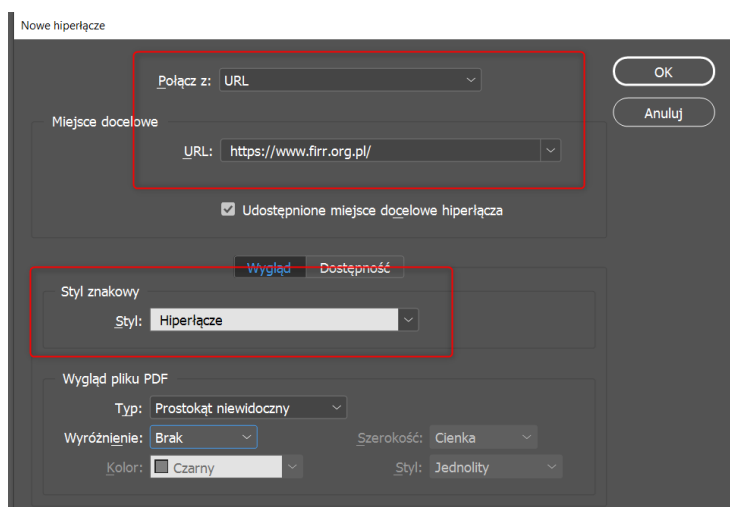 Nowe hiperłącze
Połącz z: URL
OK
Miejsce docelowe
Anuluj
URL: https://www.firr.org.pl/
Udostępnione miejsce docelowe hiperłącza
Wygląd Dostępność
Styl znakowy
Styl: Hiperłącze
Wygląd pliku PDF
Typ: Prostokąt niewidoczny
Wyróżnienie: Brak Szerokość: Cienka
Kolor: Czarny Styl: Jednolity